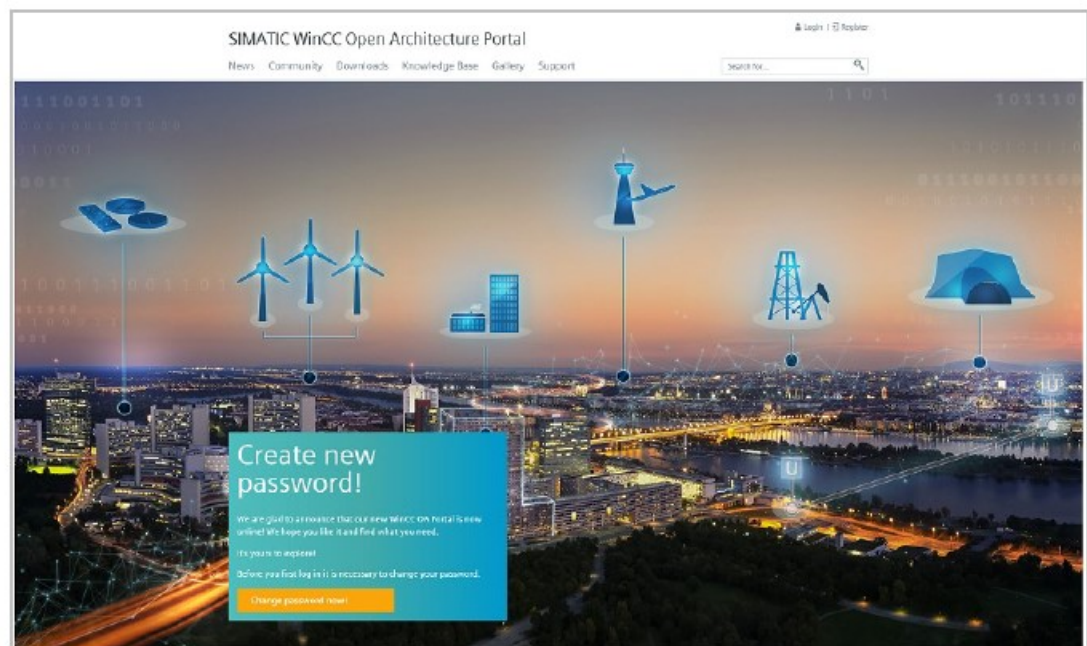 Login | Register
SIMATIC WinCC Open Architecture Portal
News Community Downloads Knowledge Base Gallery Support
Search for...
Create new
password!
We are glad to announce that our new WinCC OA Portal is now
online! We hope you like it and find what you need.
It's yours to explore!
Before you first log in it is necessary to change your password.
Change password now!
U
U